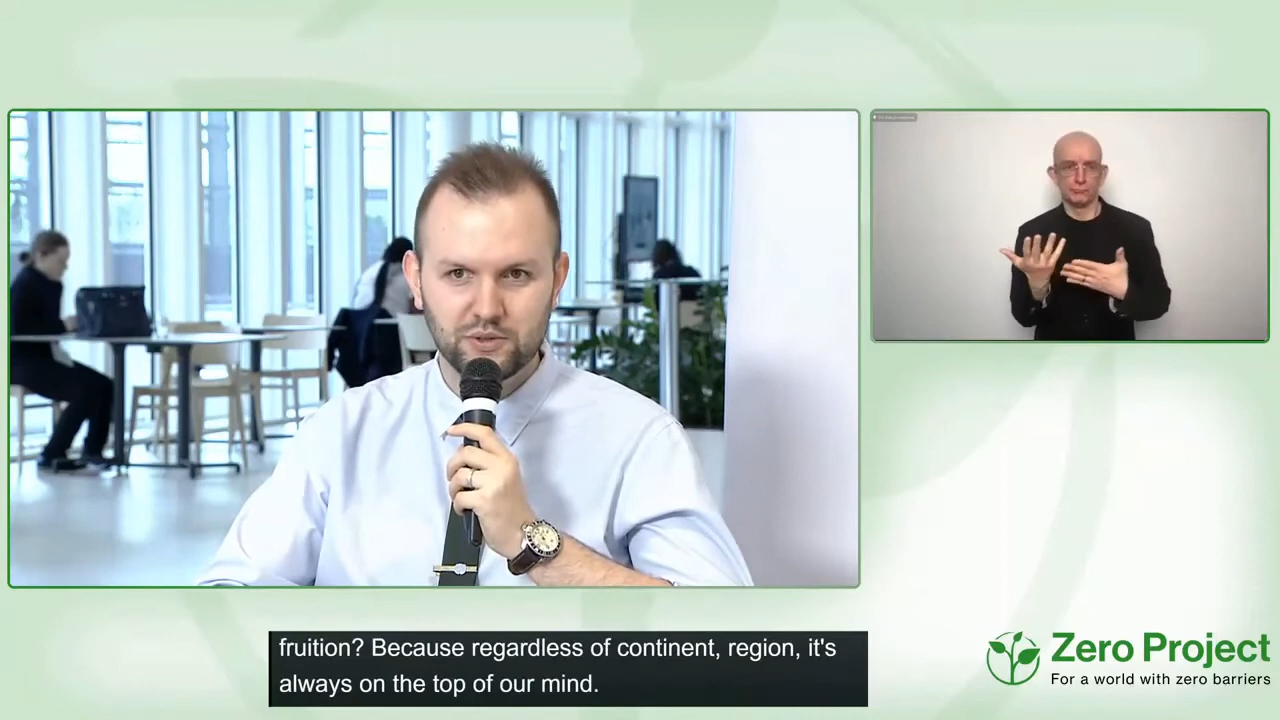 fruition? Because regardless of continent, region, it's
always on the top of our mind.
Zero Project
For a world with zero barriers